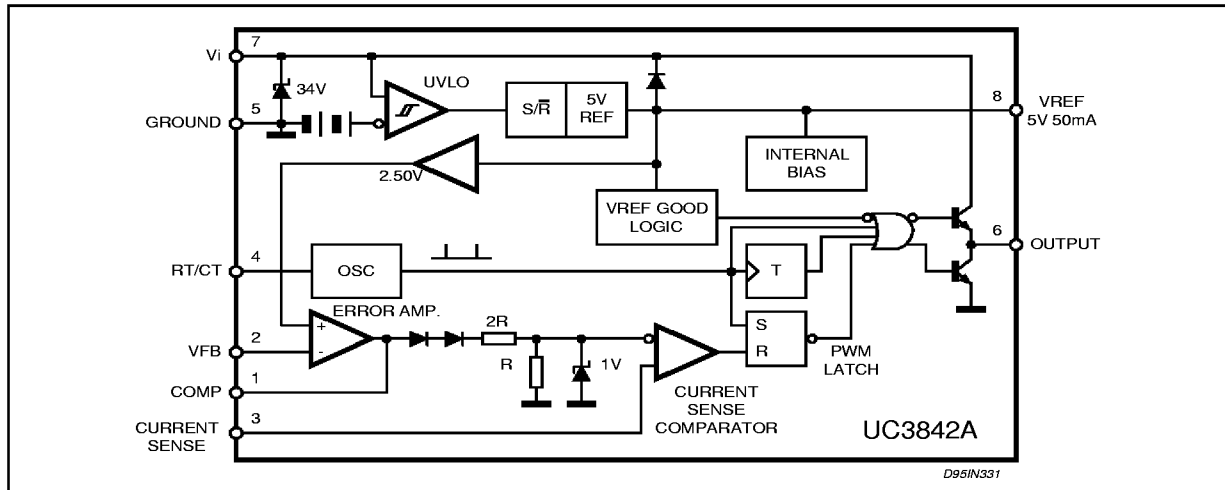 7
Vi
34V
UVLO
5
GROUND
S/R̅
5V
REF
8
VREF
5V 50mA
INTERNAL
BIAS
2.50V
VREF GOOD
LOGIC
6
OUTPUT
4
RT/CT
OSC
T
ERROR AMP.
+
-
2
VFB
2R
R
1V
S
R
PWM
LATCH
1
COMP
CURRENT
SENSE
COMPARATOR
3
CURRENT
SENSE
UC3842A
D95IN331